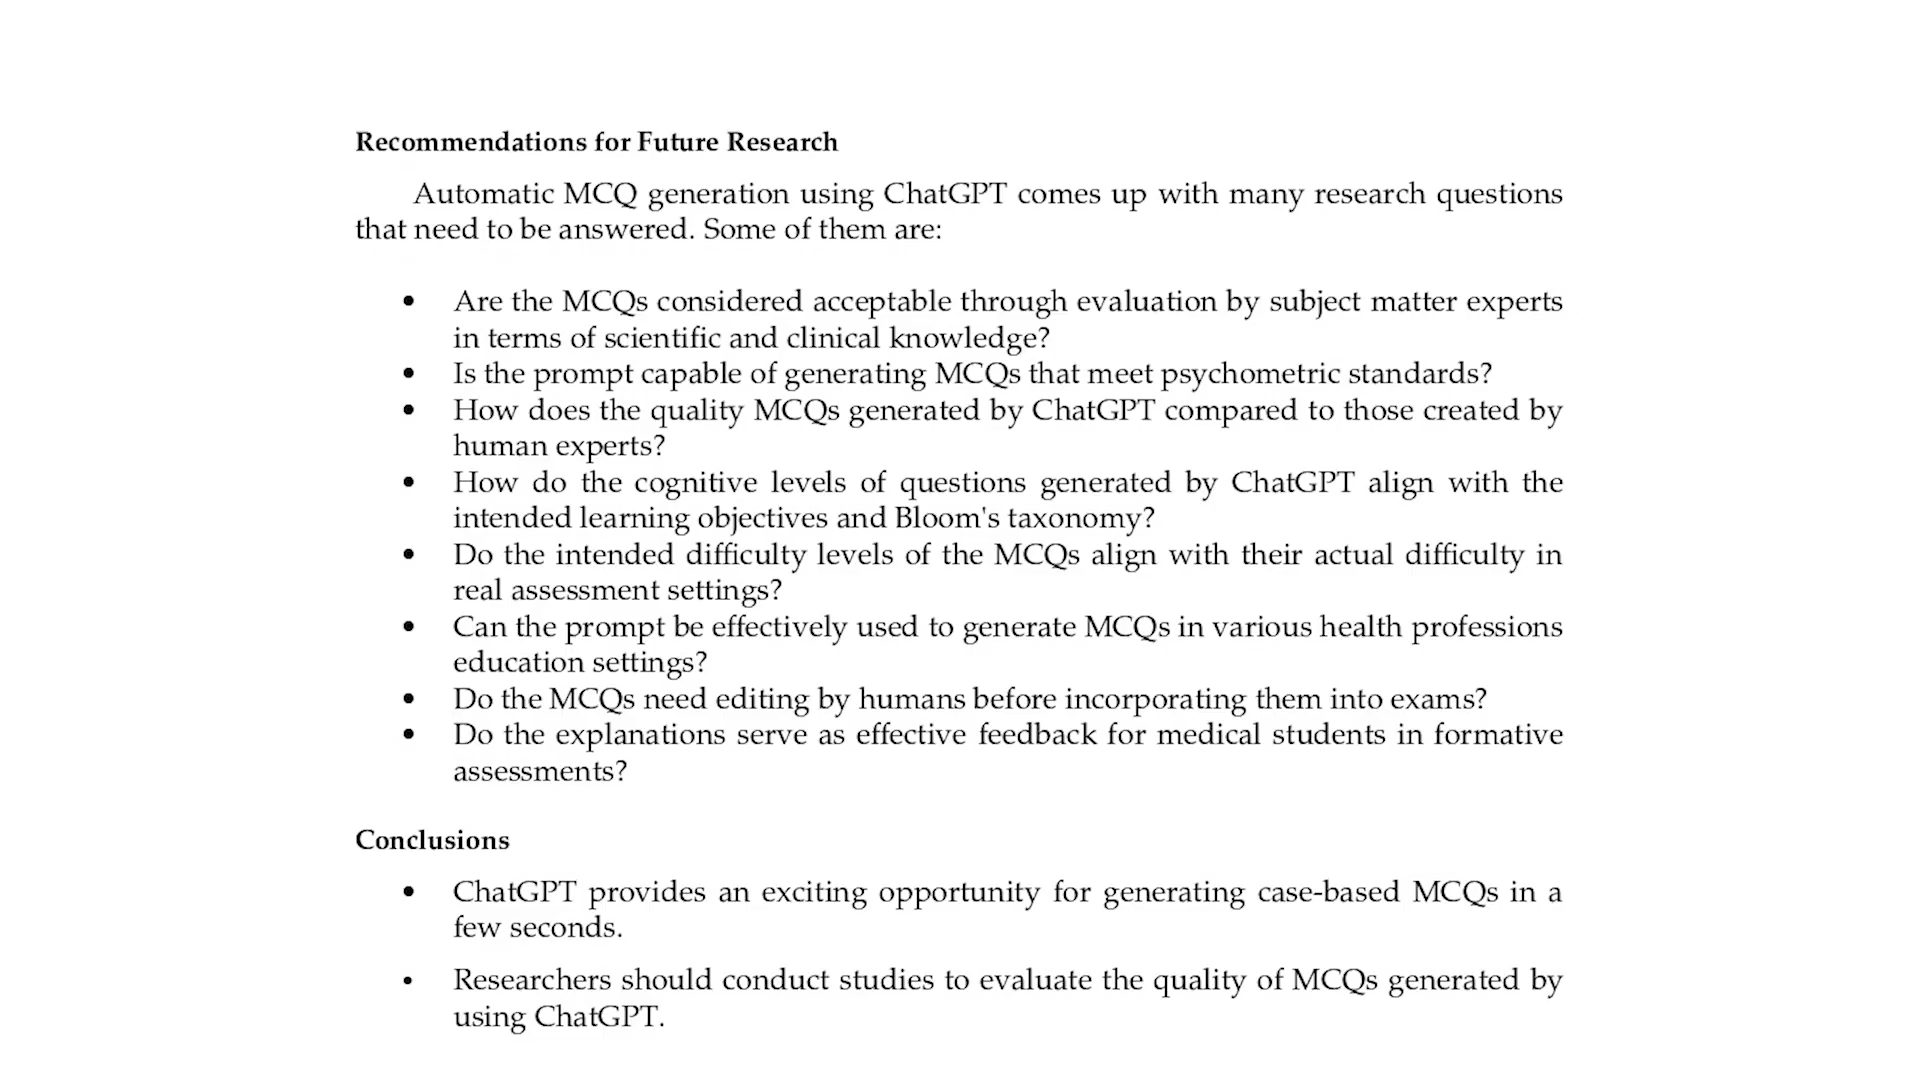 Recommendations for Future Research
Automatic MCQ generation using ChatGPT comes up with many research questions
that need to be answered. Some of them are:
• Are the MCQs considered acceptable through evaluation by subject matter experts
in terms of scientific and clinical knowledge?
• Is the prompt capable of generating MCQs that meet psychometric standards?
• How does the quality MCQs generated by ChatGPT compared to those created by
human experts?
• How do the cognitive levels of questions generated by ChatGPT align with the
intended learning objectives and Bloom's taxonomy?
• Do the intended difficulty levels of the MCQs align with their actual difficulty in
real assessment settings?
• Can the prompt be effectively used to generate MCQs in various health professions
education settings?
• Do the MCQs need editing by humans before incorporating them into exams?
• Do the explanations serve as effective feedback for medical students in formative
assessments?
Conclusions
• ChatGPT provides an exciting opportunity for generating case-based MCQs in a
few seconds.
• Researchers should conduct studies to evaluate the quality of MCQs generated by
using ChatGPT.